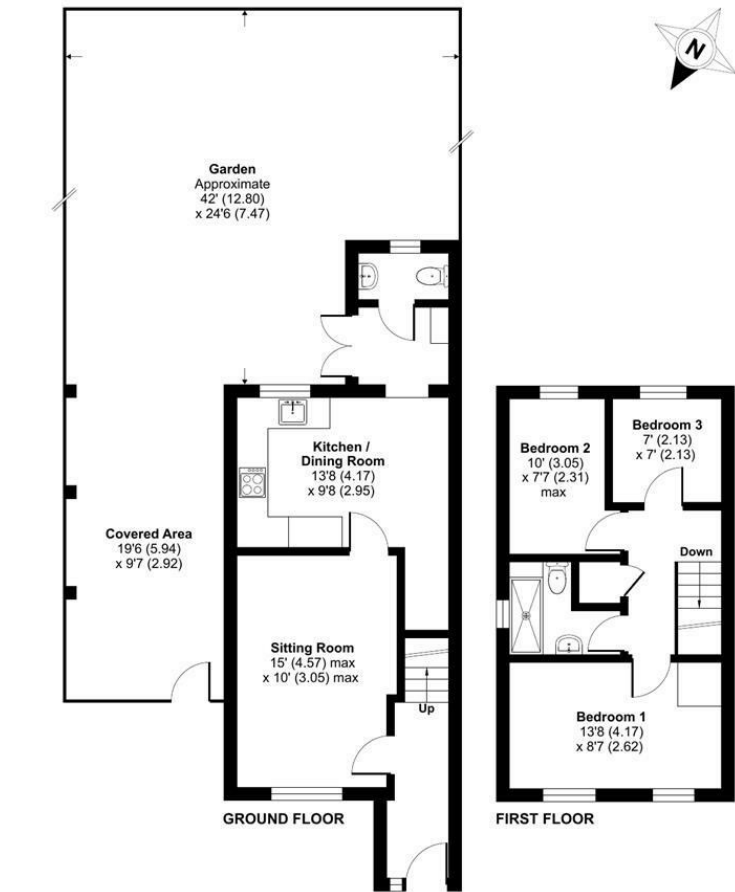 N
Garden
Approximate
42' (12.80)
x 24'6 (7.47)
Kitchen /
Dining Room
13'8 (4.17)
x 9'8 (2.95)
Covered Area
19'6 (5.94)
x 9'7 (2.92)
Sitting Room
15' (4.57) max
x 10' (3.05) max
Up
GROUND FLOOR
Bedroom 2
10' (3.05)
x 7'7 (2.31)
max
Bedroom 3
7' (2.13)
x 7' (2.13)
Down
Bedroom 1
13'8 (4.17)
x 8'7 (2.62)
FIRST FLOOR